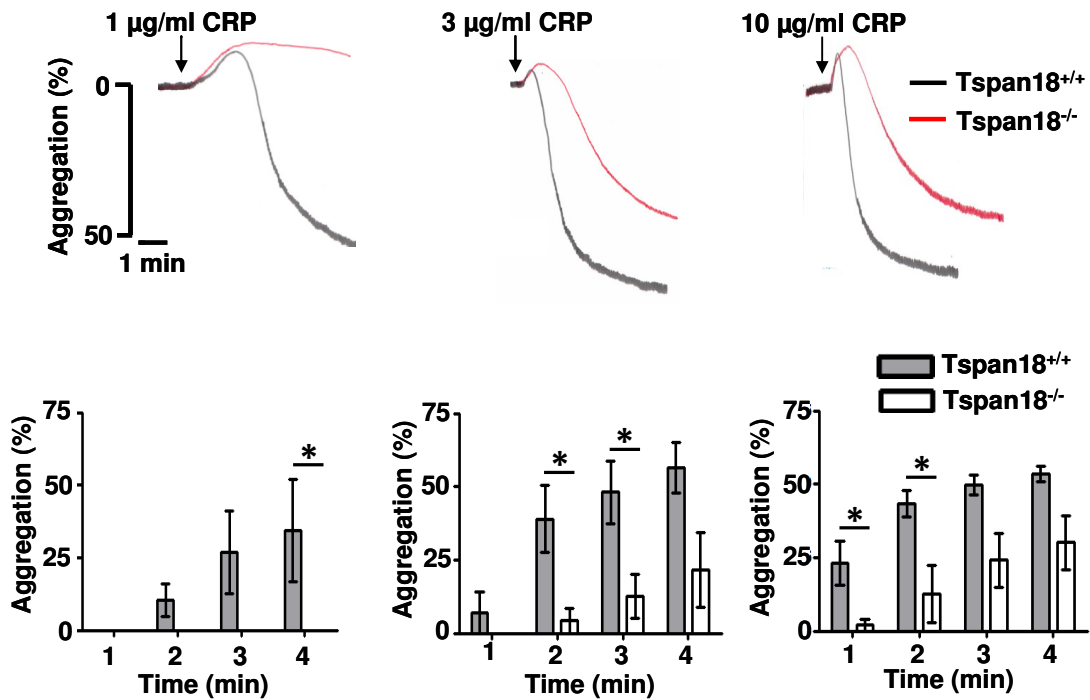 1 µg/ml CRP
3 µg/ml CRP
10 µg/ml CRP
Aggregation (%)
0
50
1 min
Tspan18+/+
Tspan18-/-
Tspan18+/+
Tspan18-/-
Aggregation (%)
75
50
25
0
*
1 2 3 4
Time (min)
Aggregation (%)
75
50
25
0
* *
1 2 3 4
Time (min)
Aggregation (%)
75
50
25
0
* *
1 2 3 4
Time (min)